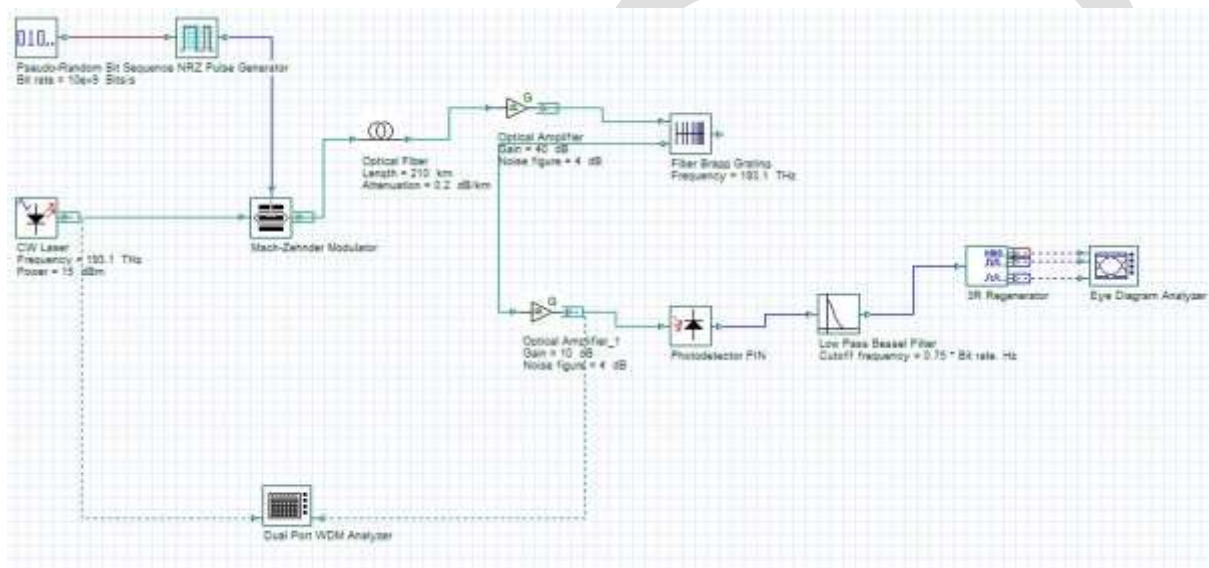 010..
Pseudo-Random Bit Sequence NRZ Pulse Generator
Bit rate = 10e+9 Bits/s
G
Optical Amplifier
Gain = 40 dB
Noise figure = 4 dB
Optical Fiber
Length = 210 km
Attenuation = 0.2 dB/km
Fiber Bragg Grating
Frequency = 193.1 THz
CW Laser
Frequency = 193.1 THz
Power = 15 dBm
Mach-Zehnder Modulator
3R Regenerator
Eye Diagram Analyzer
G
Optical Amplifier_1
Gain = 10 dB
Noise figure = 4 dB
Photodetector PIN
Low Pass Bessel Filter
Cutoff frequency = 0.75 * Bit rate Hz
Dual Port WDM Analyzer